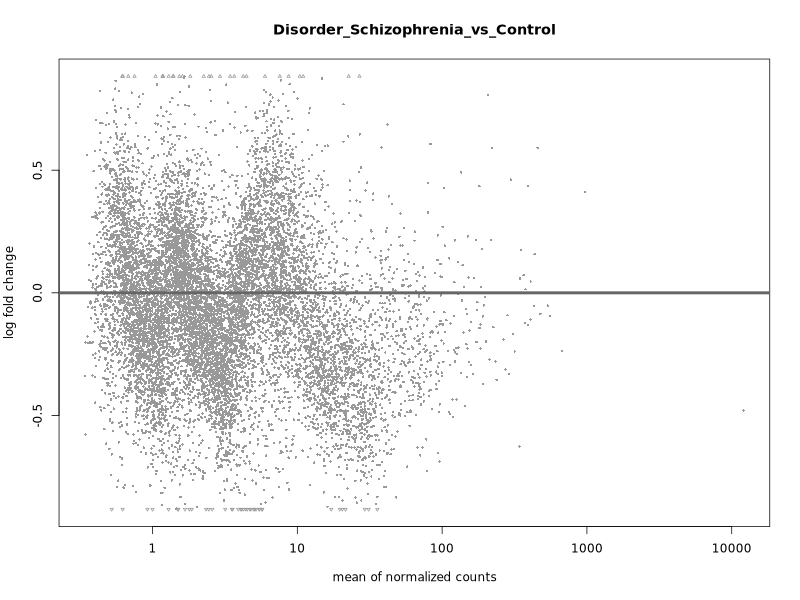 Disorder_Schizophrenia_vs_Control
log fold change
0.5
0.0
-0.5
1 10 100 1000 10000
mean of normalized counts